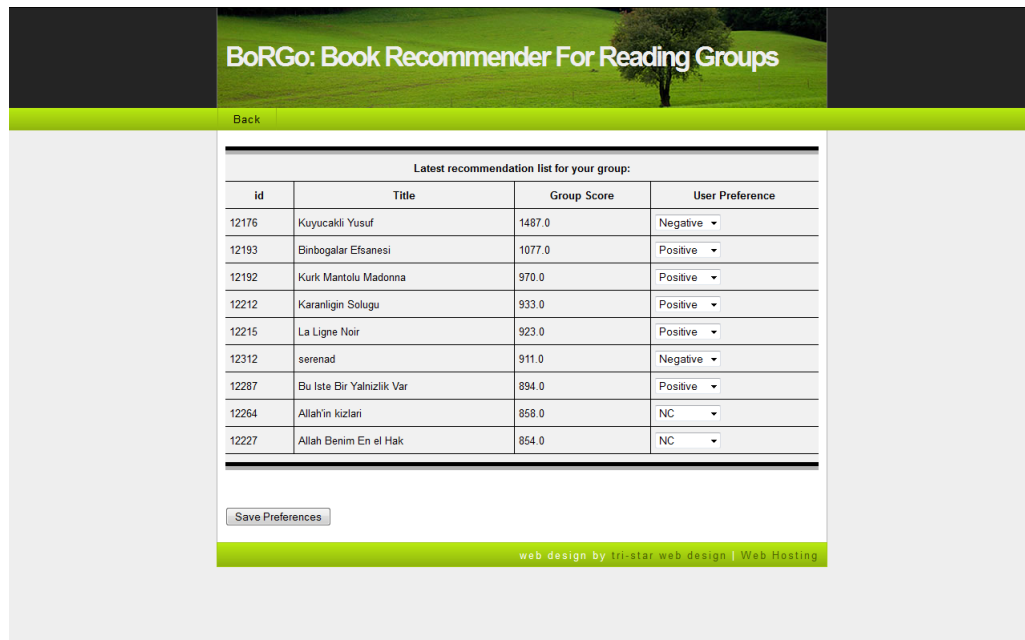 BoRGo: Book Recommender For Reading Groups
Back
Latest recommendation list for your group:
id Title Group Score User Preference
12176 Kuyucakli Yusuf 1487.0 Negative
12193 Binbogalar Efsanesi 1077.0 Positive
12192 Kurk Mantolu Madonna 970.0 Positive
12212 Karanligin Solugu 933.0 Positive
12215 La Ligne Noir 923.0 Positive
12312 serenad 911.0 Negative
12287 Bu Iste Bir Yalnizlik Var 894.0 Positive
12264 Allah'in kizlari 858.0 NC
12227 Allah Benim En el Hak 854.0 NC
Save Preferences
web design by tri-star web design | Web Hosting